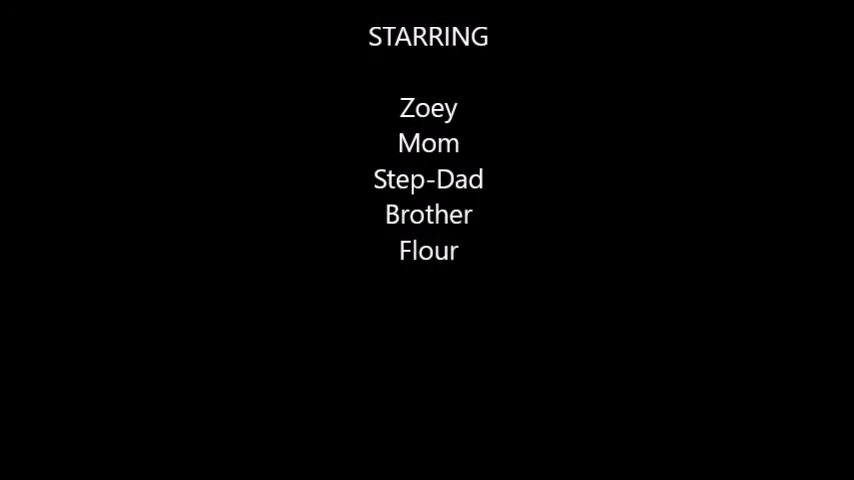 STARRING
Zoey
Mom
Step-Dad
Brother
Flour